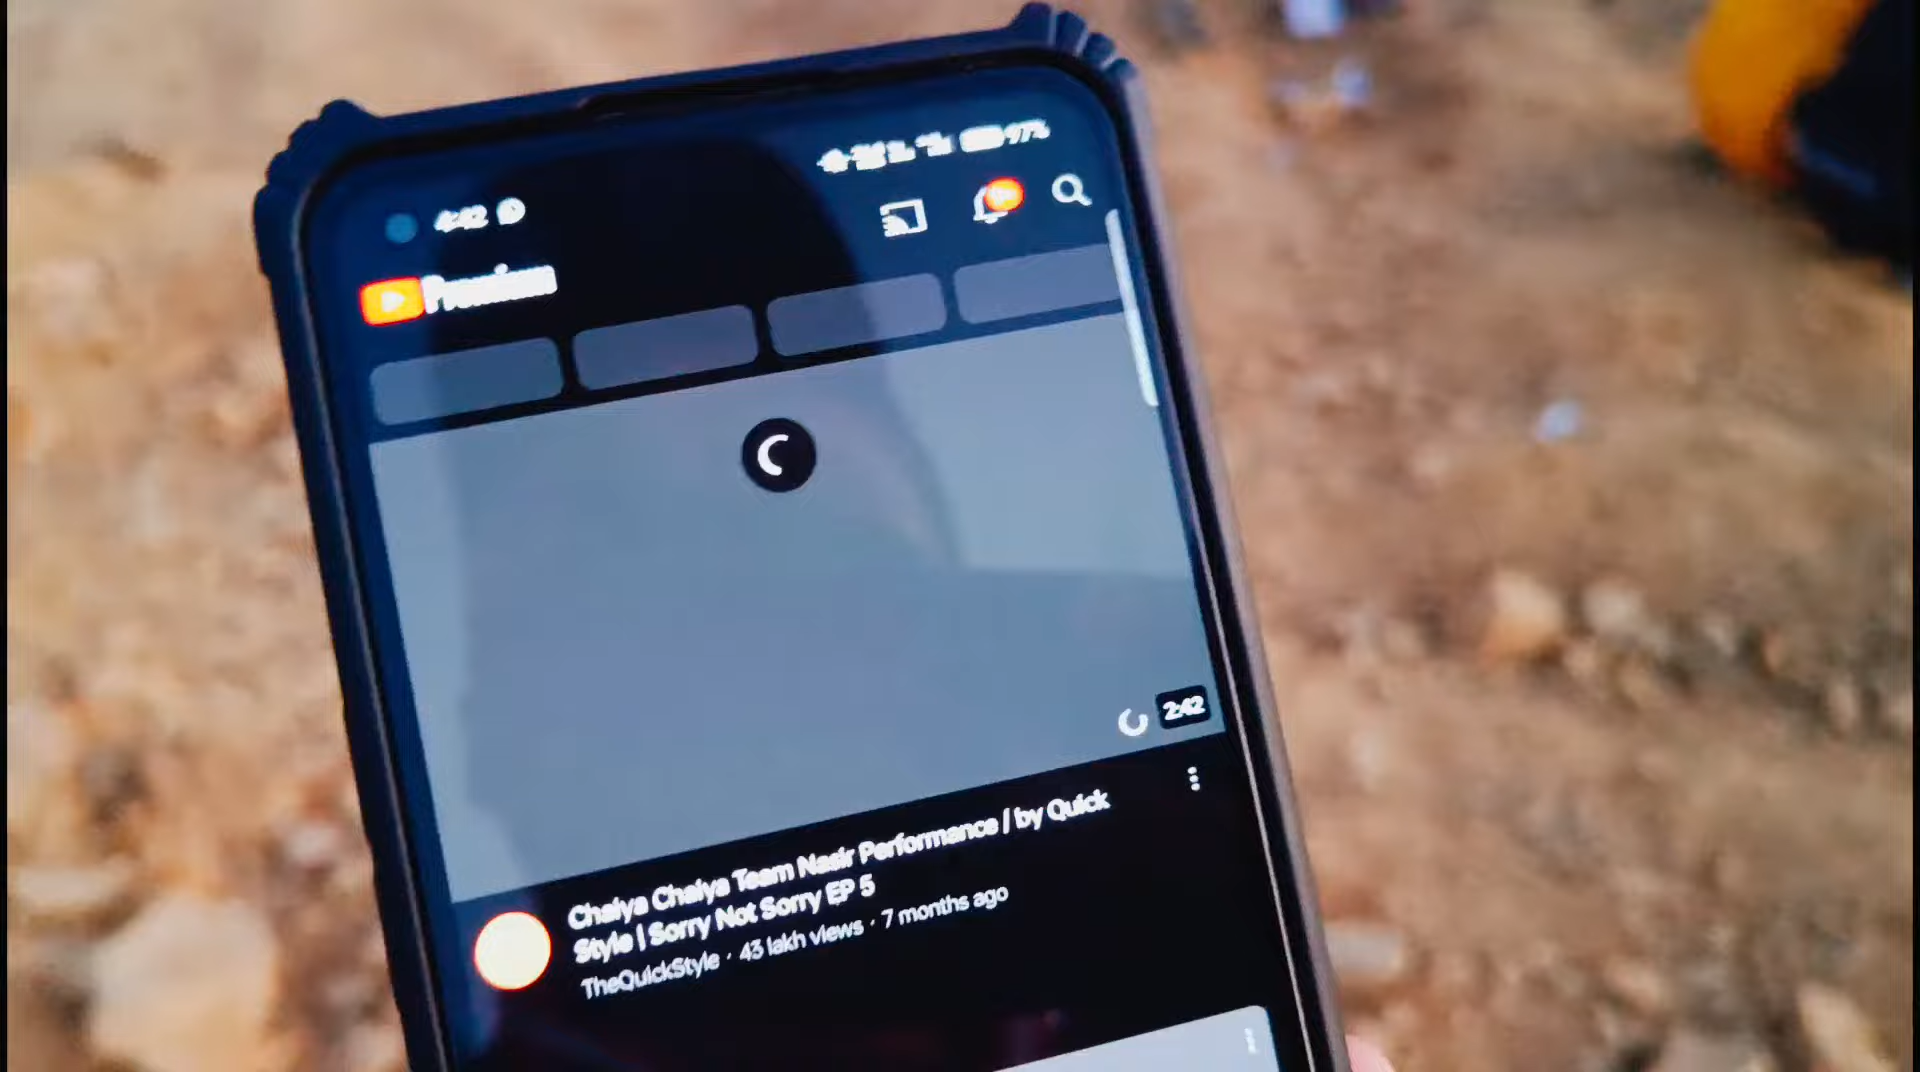 4:42
97%
Premium
2:42
Chaiya Chaiya Team Nasir Performance / by Quick
Style | Sorry Not Sorry EP 5
TheQuickStyle · 43 lakh views · 7 months ago